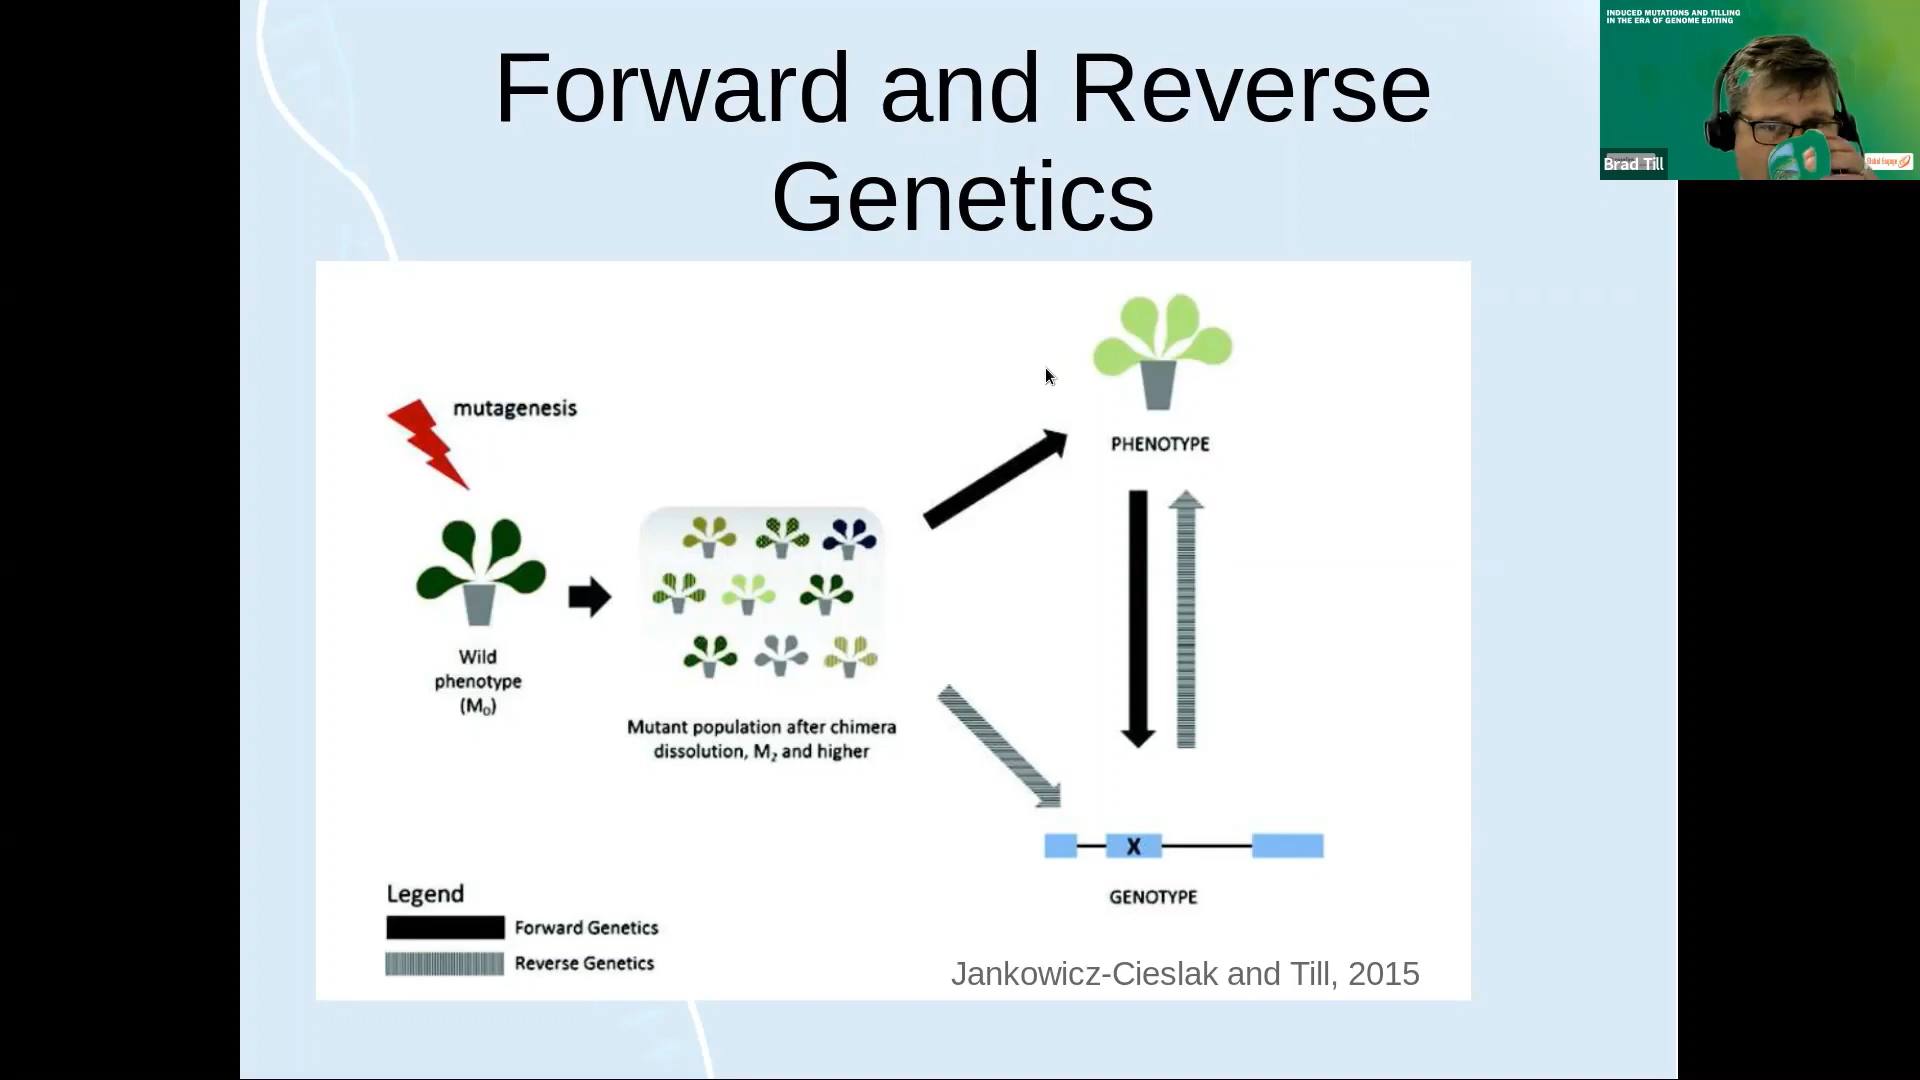 Forward and Reverse
Genetics
INDUCED MUTATIONS AND TILLING
IN THE ERA OF GENOME EDITING
Brad Till
Global Engage
mutagenesis
Wild
phenotype
(M₀)
Mutant population after chimera
dissolution, M₂ and higher
PHENOTYPE
X
GENOTYPE
Legend
Forward Genetics
Reverse Genetics
Jankowicz-Cieslak and Till, 2015